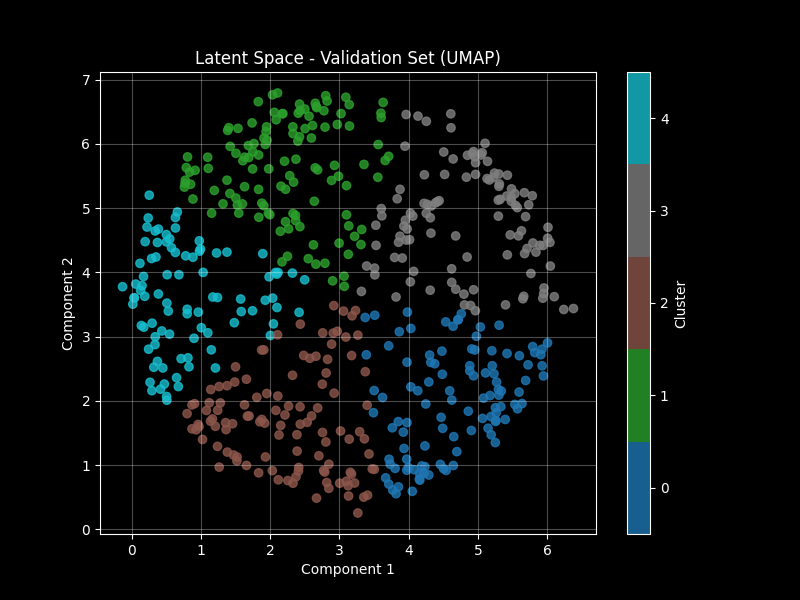 Latent Space - Validation Set (UMAP)
7
6
5
4
3
2
1
0
Component 2
0 1 2 3 4 5 6
Component 1
4
3
2
1
0
Cluster